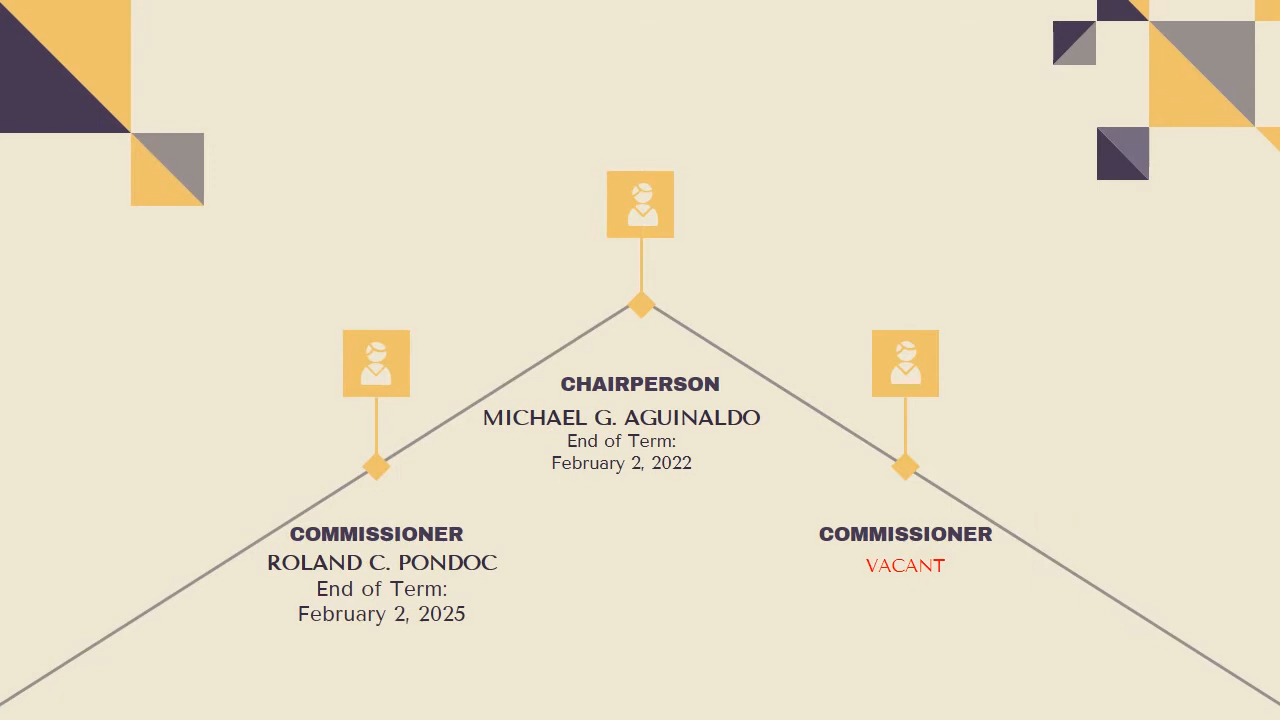 CHAIRPERSON
MICHAEL G. AGUINALDO
End of Term:
February 2, 2022
COMMISSIONER
ROLAND C. PONDOC
End of Term:
February 2, 2025
COMMISSIONER
VACANT